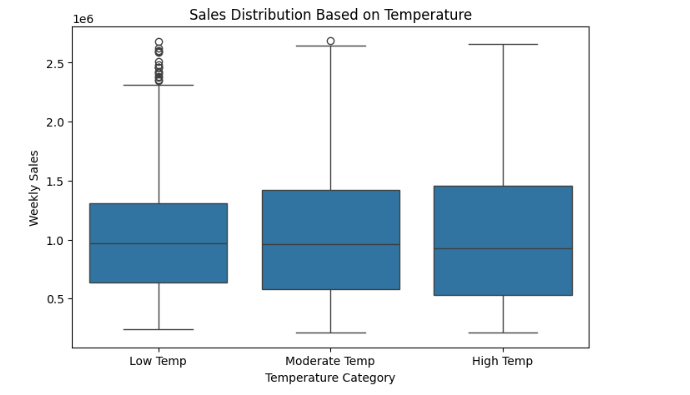 Sales Distribution Based on Temperature
1e6
2.5
2.0
1.5
1.0
0.5
Weekly Sales
Low Temp
Moderate Temp
High Temp
Temperature Category